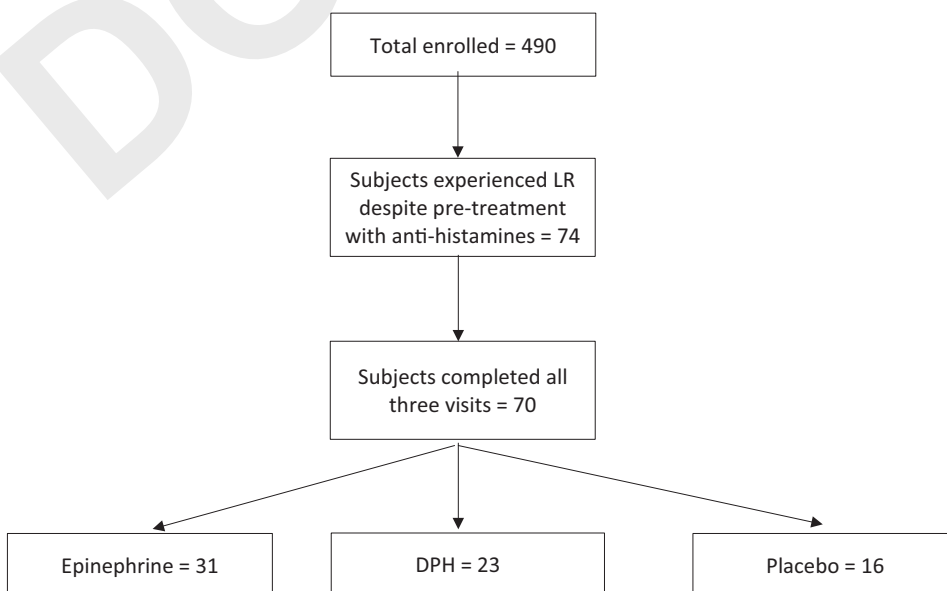 Total enrolled = 490
Subjects experienced LR
despite pre-treatment
with anti-histamines = 74
Subjects completed all
three visits = 70
Epinephrine = 31
DPH = 23
Placebo = 16